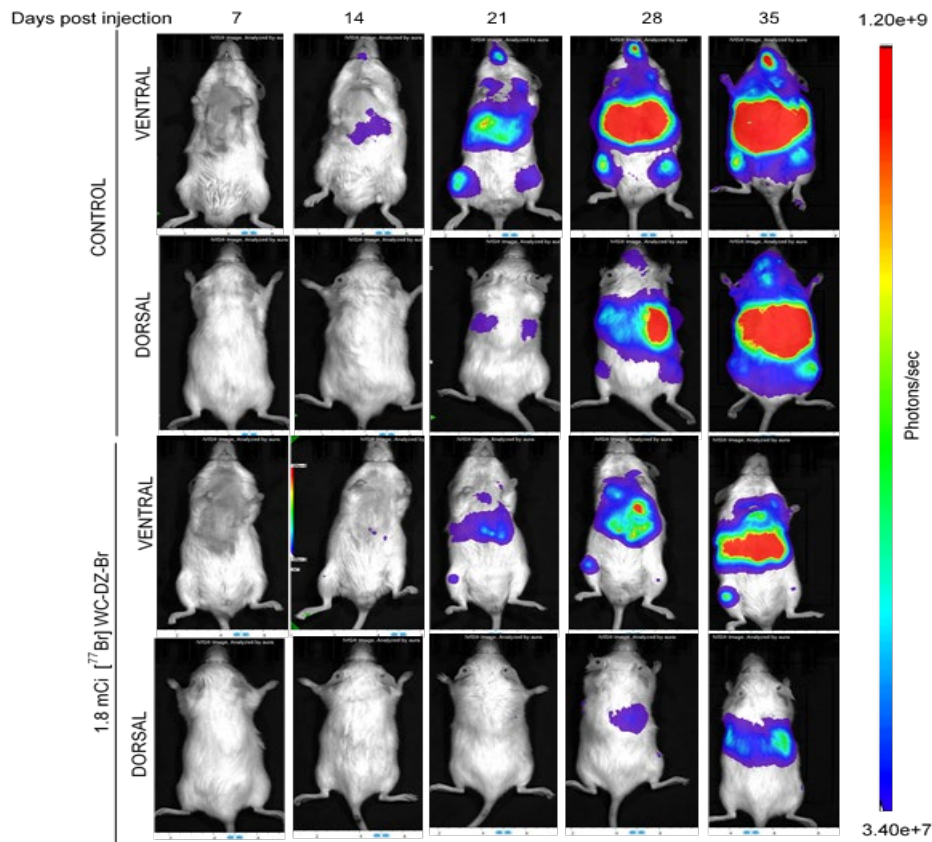 Days post injection 7 14 21 28 35 1.20e+9
CONTROL
VENTRAL
DORSAL
1.8 mCi [77Br] WC-DZ-Br
VENTRAL
DORSAL
Photons/sec
3.40e+7